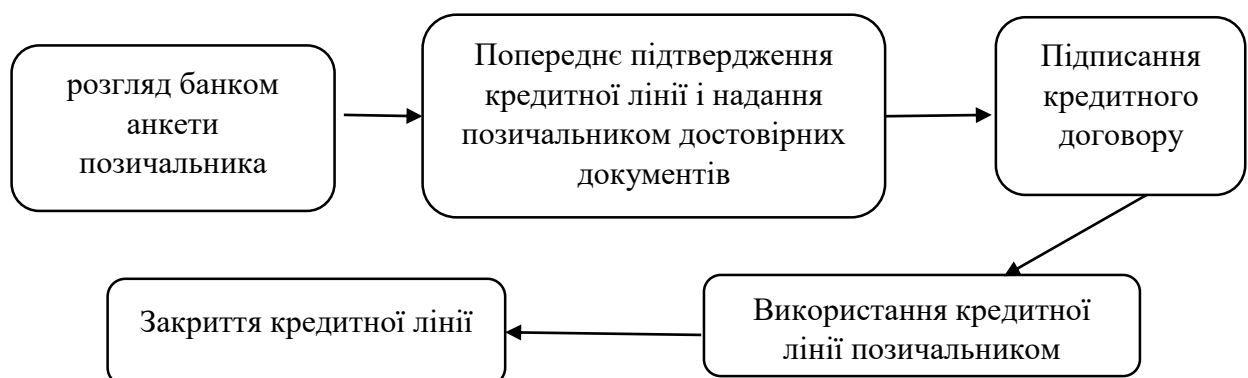 розгляд банком
анкети
позичальника
Попереднє підтвердження
кредитної лінії і надання
позичальником достовірних
документів
Підписання
кредитного
договору
Використання кредитної
лінії позичальником
Закриття кредитної лінії